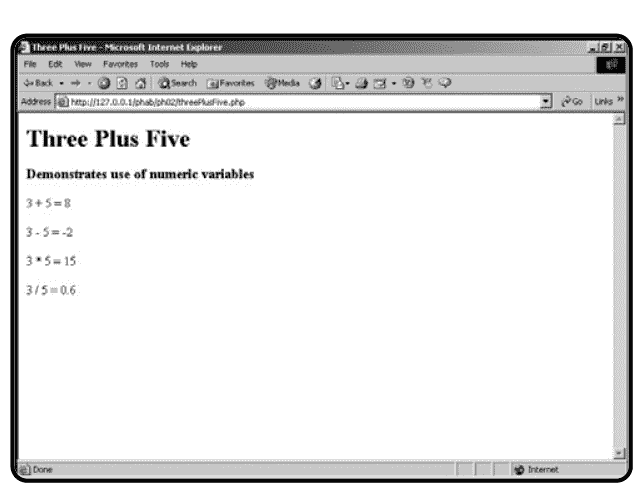 Three Plus Five - Microsoft Internet Explorer
File Edit View Favorites Tools Help
Back Search Favorites Media
Address http://127.0.0.1/phab/ph02/threePlusFive.php Go Links »
Three Plus Five
Demonstrates use of numeric variables
3 + 5 = 8
3 - 5 = -2
3 * 5 = 15
3 / 5 = 0.6
Done Internet